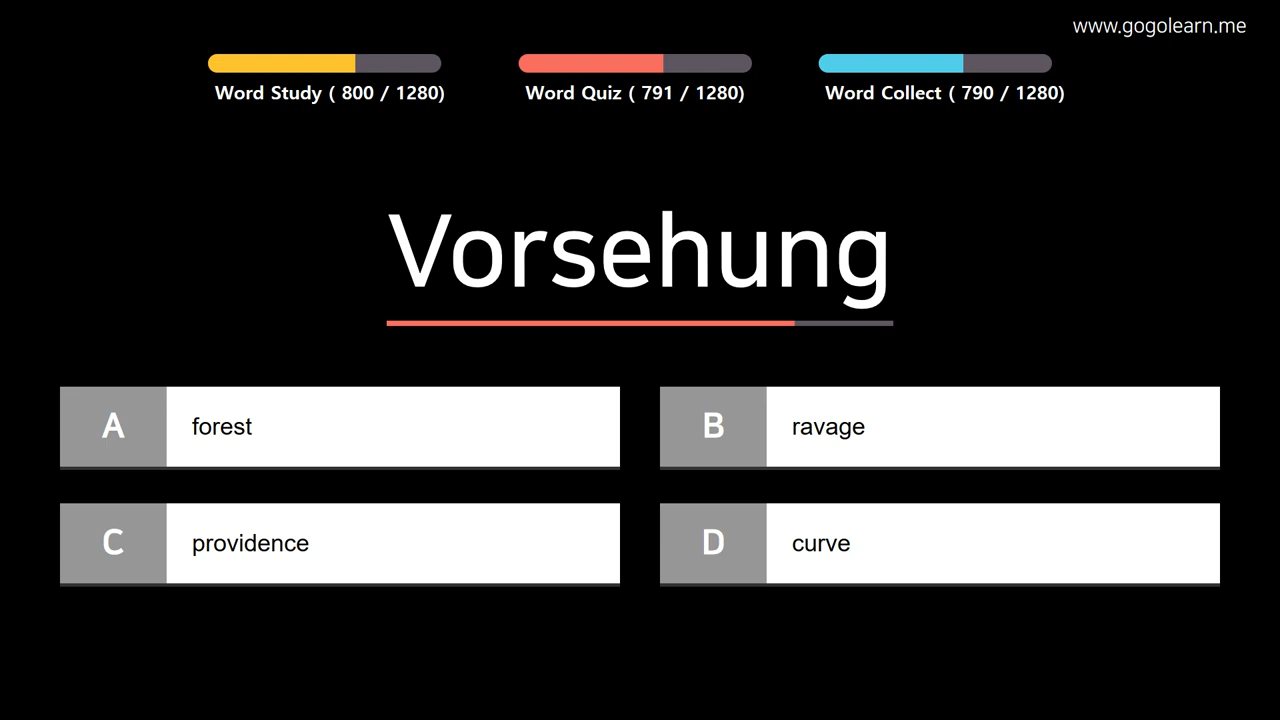 www.gogolearn.me
Word Study ( 800 / 1280)
Word Quiz ( 791 / 1280)
Word Collect ( 790 / 1280)
Vorsehung
A forest
B ravage
C providence
D curve